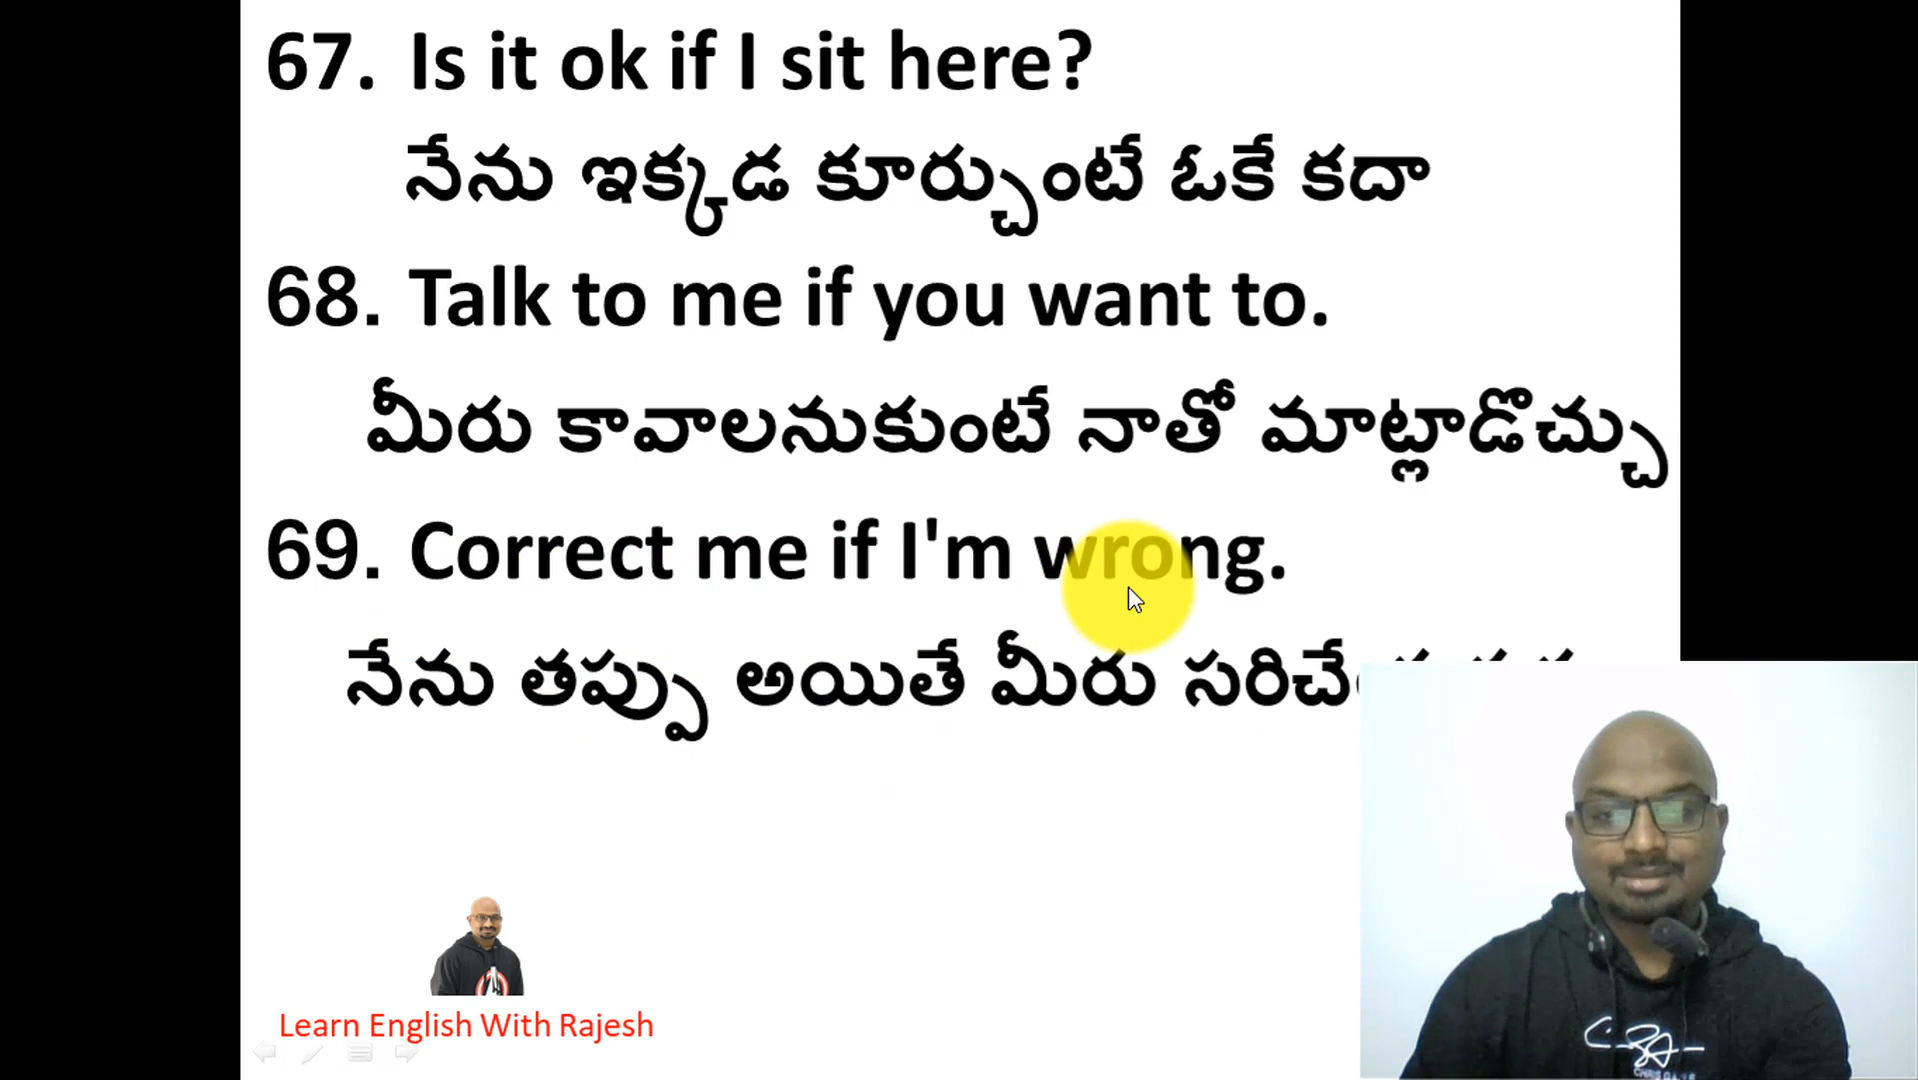 67. Is it ok if I sit here?
నేను ఇక్కడ కూర్చుంటే ఓకే కదా
68. Talk to me if you want to.
మీరు కావాలనుకుంటే నాతో మాట్లాడొచ్చు
69. Correct me if I'm wrong.
నేను తప్పు అయితే మీరు
Learn English With Rajesh